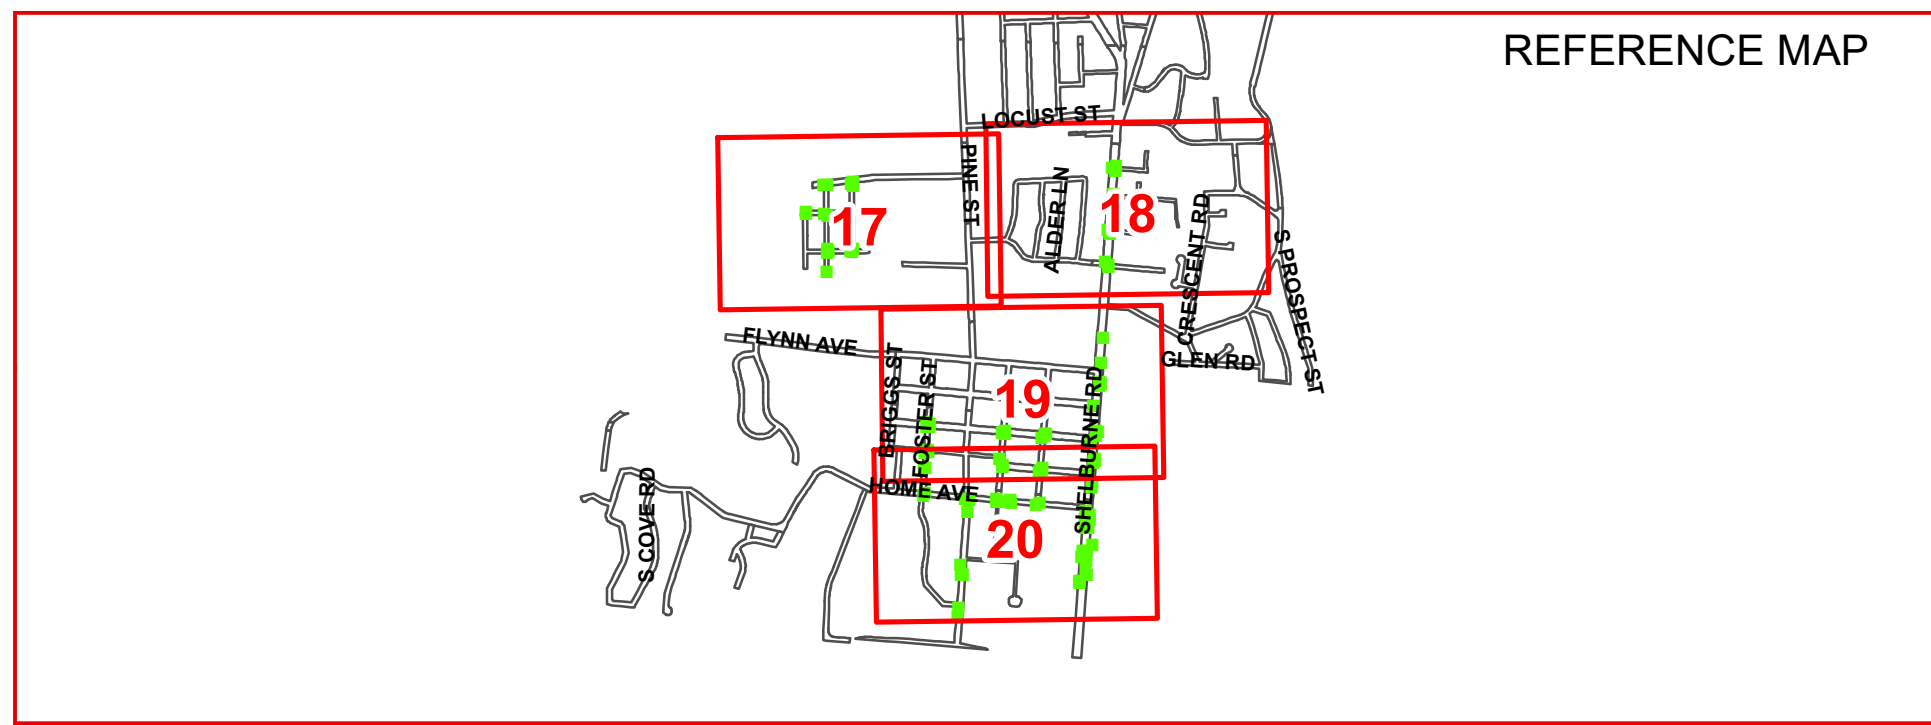 REFERENCE MAP
LOCUST ST
PINE ST
ALDER LN
17
18
CRESCENT RD
S PROSPECT ST
FLYNN AVE
GLEN RD
BRIGGS ST
FOSTER ST
19
SHELBURNE RD
HOME AVE
S COVE RD
20